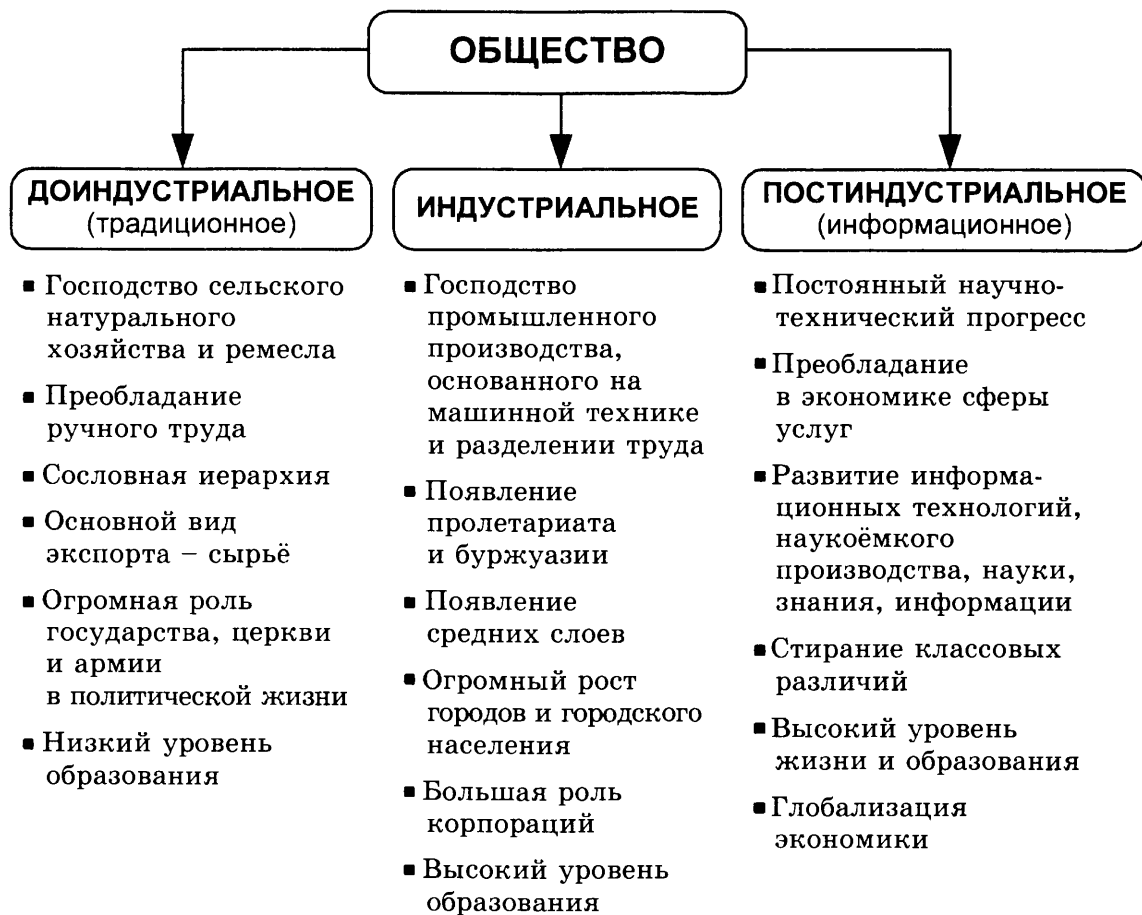 ОБЩЕСТВО
ДОИНДУСТРИАЛЬНОЕ
(традиционное)
■ Господство сельского
натурального
хозяйства и ремесла
■ Преобладание
ручного труда
■ Сословная иерархия
■ Основной вид
экспорта – сырьё
■ Огромная роль
государства, церкви
и армии
в политической жизни
■ Низкий уровень
образования
ИНДУСТРИАЛЬНОЕ
■ Господство
промышленного
производства,
основанного на
машинной технике
и разделении труда
■ Появление
пролетариата
и буржуазии
■ Появление
средних слоев
■ Огромный рост
городов и городского
населения
■ Большая роль
корпораций
■ Высокий уровень
образования
ПОСТИНДУСТРИАЛЬНОЕ
(информационное)
■ Постоянный научно-
технический прогресс
■ Преобладание
в экономике сферы
услуг
■ Развитие информа-
ционных технологий,
наукоёмкого
производства, науки,
знания, информации
■ Стирание классовых
различий
■ Высокий уровень
жизни и образования
■ Глобализация
экономики